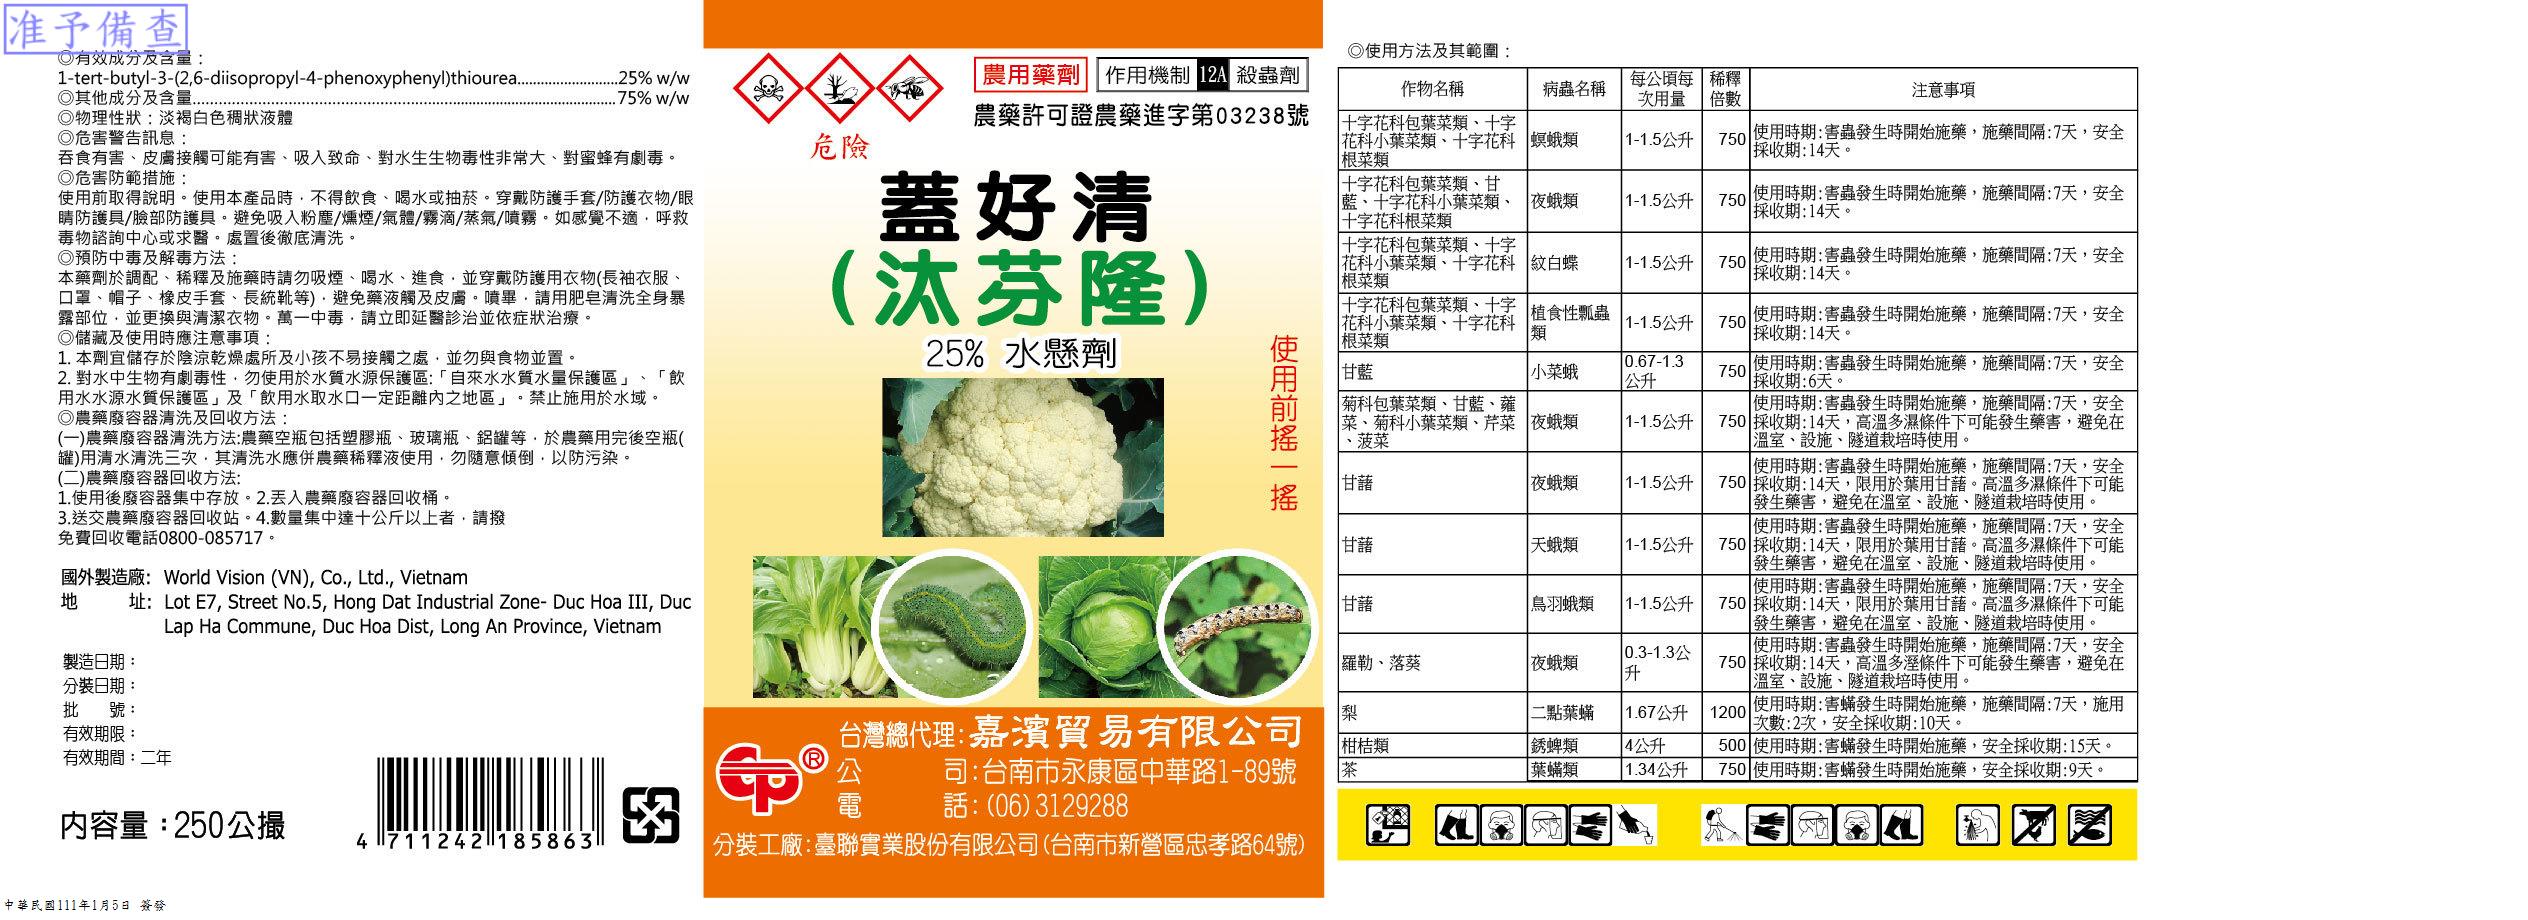 准予備查
◎有效成分及含量：
1-tert-butyl-3-(2,6-diisopropyl-4-phenoxyphenyl)thiourea..........................25% w/w
◎其他成分及含量.............................................................................................75% w/w
◎物理性狀：淡褐白色稠狀液體
◎危害警告訊息：
吞食有害、皮膚接觸可能有害、吸入致命、對水生生物毒性非常大、對蜜蜂有劇毒。
◎危害防範措施：
使用前取得說明。使用本產品時，不得飲食、喝水或抽菸。穿戴防護手套/防護衣物/眼
睛防護具/臉部防護具。避免吸入粉塵/燻煙/氣體/霧滴/蒸氣/噴霧。如感覺不適，呼救
毒物諮詢中心或求醫。處置後徹底清洗。
◎預防中毒及解毒方法：
本藥劑於調配、稀釋及施藥時請勿吸煙、喝水、進食，並穿戴防護用衣物(長袖衣服、
口罩、帽子、橡皮手套、長統靴等)，避免藥液觸及皮膚。噴畢，請用肥皂清洗全身暴
露部位，並更換與清潔衣物。萬一中毒，請立即延醫診治並依症狀治療。
◎儲藏及使用時應注意事項：
1. 本劑宜儲存於陰涼乾燥處所及小孩不易接觸之處，並勿與食物並置。
2. 對水中生物有劇毒性，勿使用於水質水源保護區:「自來水水質水量保護區」、「飲
用水水源水質保護區」及「飲用水取水口一定距離內之地區」。禁止施用於水域。
◎農藥廢容器清洗及回收方法：
(一)農藥廢容器清洗方法:農藥空瓶包括塑膠瓶、玻璃瓶、鋁罐等，於農藥用完後空瓶(
罐)用清水清洗三次，其清洗水應併農藥稀釋液使用，勿隨意傾倒，以防污染。
(二)農藥廢容器回收方法:
1.使用後廢容器集中存放。2.丟入農藥廢容器回收桶。
3.送交農藥廢容器回收站。4.數量集中達十公斤以上者，請撥
免費回收電話0800-085717。
國外製造廠: World Vision (VN), Co., Ltd., Vietnam
地 址: Lot E7, Street No.5, Hong Dat Industrial Zone- Duc Hoa III, Duc
Lap Ha Commune, Duc Hoa Dist, Long An Province, Vietnam
製造日期：
分裝日期：
批 號：
有效期限：
有效期間：二年
內容量：250公撮
4 711242 185863
中華民國111年1月5日 簽發
農用藥劑 作用機制 12A 殺蟲劑
農藥許可證農藥進字第03238號
危險
蓋好清
(汰芬隆)
25% 水懸劑
使用前搖一搖
台灣總代理:嘉濱貿易有限公司
公 司:台南市永康區中華路1-89號
電 話:(06)3129288
分裝工廠:臺聯實業股份有限公司(台南市新營區忠孝路64號)
®
◎使用方法及其範圍：
作物名稱 病蟲名稱 每公頃每次用量 稀釋倍數 注意事項
十字花科包葉菜類、十字花科小葉菜類、十字花科根菜類 螟蛾類 1-1.5公升 750 使用時期:害蟲發生時開始施藥，施藥間隔:7天，安全採收期:14天。
十字花科包葉菜類、甘藍、十字花科小葉菜類、十字花科根菜類 夜蛾類 1-1.5公升 750 使用時期:害蟲發生時開始施藥，施藥間隔:7天，安全採收期:14天。
十字花科包葉菜類、十字花科小葉菜類、十字花科根菜類 紋白蝶 1-1.5公升 750 使用時期:害蟲發生時開始施藥，施藥間隔:7天，安全採收期:14天。
十字花科包葉菜類、十字花科小葉菜類、十字花科根菜類 植食性瓢蟲類 1-1.5公升 750 使用時期:害蟲發生時開始施藥，施藥間隔:7天，安全採收期:14天。
甘藍 小菜蛾 0.67-1.3公升 750 使用時期:害蟲發生時開始施藥，施藥間隔:7天，安全採收期:6天。
菊科包葉菜類、甘藍、蕹菜、菊科小葉菜類、芹菜、菠菜 夜蛾類 1-1.5公升 750 使用時期:害蟲發生時開始施藥，施藥間隔:7天，安全採收期:14天，高溫多濕條件下可能發生藥害，避免在溫室、設施、隧道栽培時使用。
甘藷 夜蛾類 1-1.5公升 750 使用時期:害蟲發生時開始施藥，施藥間隔:7天，安全採收期:14天，限用於葉用甘藷。高溫多濕條件下可能發生藥害，避免在溫室、設施、隧道栽培時使用。
甘藷 天蛾類 1-1.5公升 750 使用時期:害蟲發生時開始施藥，施藥間隔:7天，安全採收期:14天，限用於葉用甘藷。高溫多濕條件下可能發生藥害，避免在溫室、設施、隧道栽培時使用。
甘藷 鳥羽蛾類 1-1.5公升 750 使用時期:害蟲發生時開始施藥，施藥間隔:7天，安全採收期:14天，限用於葉用甘藷。高溫多濕條件下可能發生藥害，避免在溫室、設施、隧道栽培時使用。
羅勒、落葵 夜蛾類 0.3-1.3公升 750 使用時期:害蟲發生時開始施藥，施藥間隔:7天，安全採收期:14天，高溫多溼條件下可能發生藥害，避免在溫室、設施、隧道栽培時使用。
梨 二點葉蟎 1.67公升 1200 使用時期:害蟎發生時開始施藥，施藥間隔:7天，施用次數:2次，安全採收期:10天。
柑桔類 銹蜱類 4公升 500 使用時期:害蟎發生時開始施藥，安全採收期:15天。
茶 葉蟎類 1.34公升 750 使用時期:害蟎發生時開始施藥，安全採收期:9天。